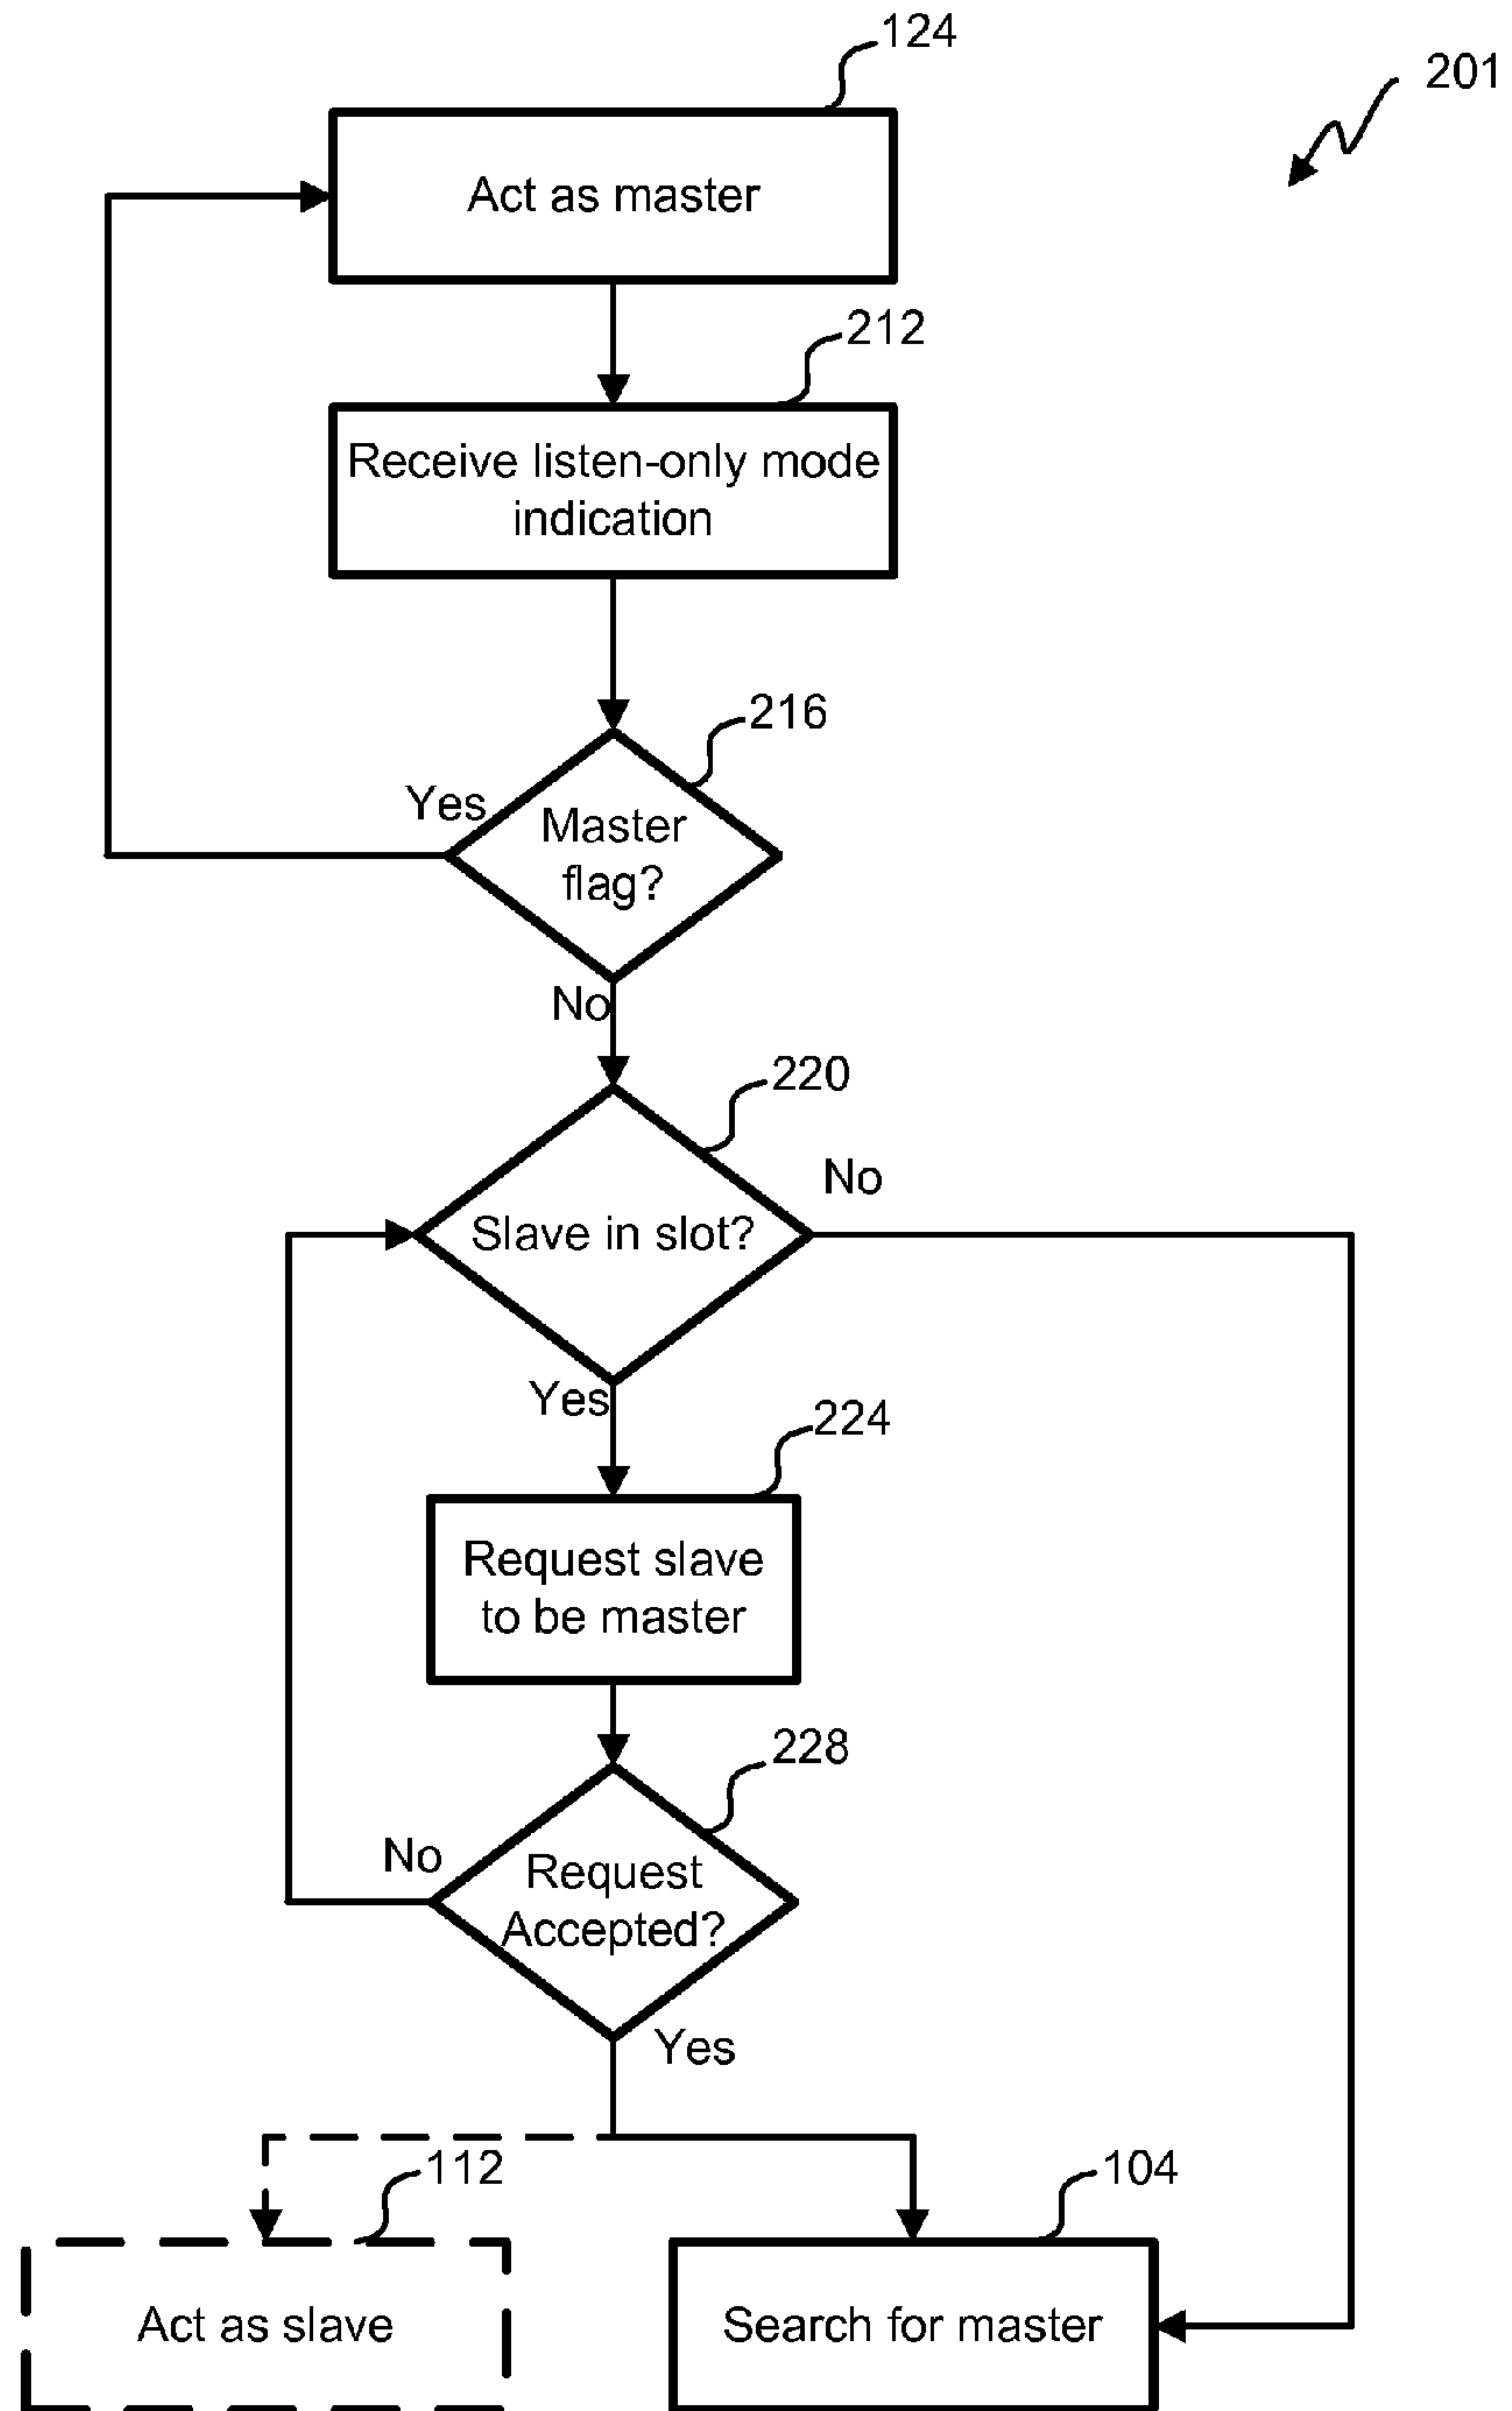 124
201
Act as master
212
Receive listen-only mode
indication
216
Yes
Master
flag?
No
220
No
Slave in slot?
Yes
224
Request slave
to be master
228
No
Request
Accepted?
Yes
112
104
Act as slave
Search for master